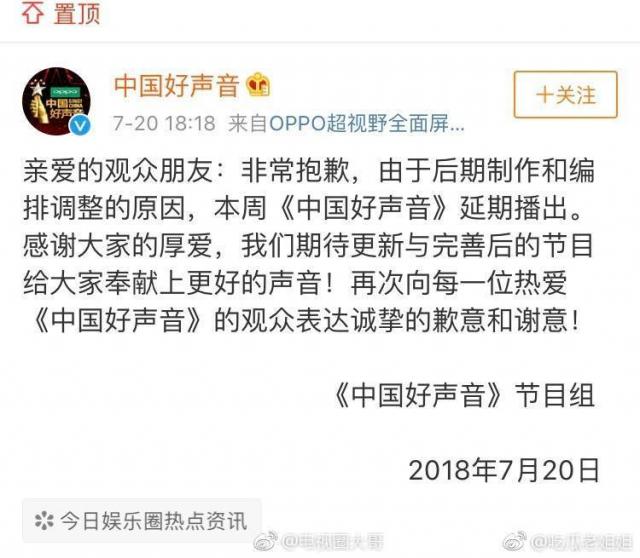 置顶
中国好声音
7-20 18:18 来自OPPO超视野全面屏...
+关注
oppo
中国
好声音
亲爱的观众朋友：非常抱歉，由于后期制作和编
排调整的原因，本周《中国好声音》延期播出。
感谢大家的厚爱，我们期待更新与完善后的节目
给大家奉献上更好的声音！再次向每一位热爱
《中国好声音》的观众表达诚挚的歉意和谢意！
《中国好声音》节目组
2018年7月20日
今日娱乐圈热点资讯
@电视圈大哥
@吃瓜老姐姐